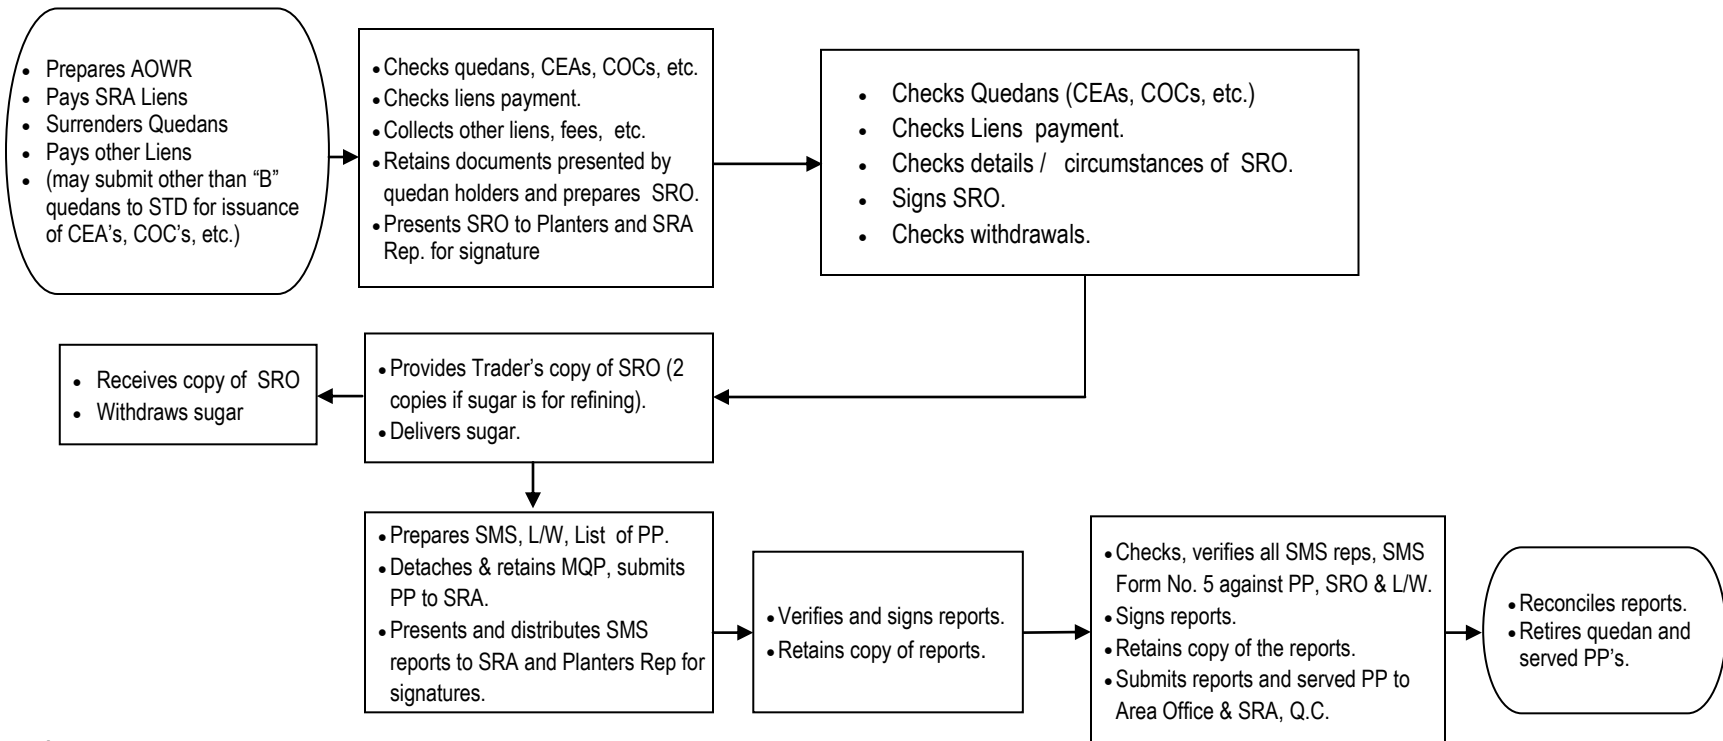 • Prepares AOWR
• Pays SRA Liens
• Surrenders Quedans
• Pays other Liens
• (may submit other than “B”
quedans to STD for issuance
of CEA’s, COC’s, etc.)
• Checks quedans, CEAs, COCs, etc.
• Checks liens payment.
• Collects other liens, fees, etc.
• Retains documents presented by
quedan holders and prepares SRO.
• Presents SRO to Planters and SRA
Rep. for signature
• Checks Quedans (CEAs, COCs, etc.)
• Checks Liens payment.
• Checks details / circumstances of SRO.
• Signs SRO.
• Checks withdrawals.
• Receives copy of SRO
• Withdraws sugar
• Provides Trader’s copy of SRO (2
copies if sugar is for refining).
• Delivers sugar.
• Prepares SMS, L/W, List of PP.
• Detaches & retains MQP, submits
PP to SRA.
• Presents and distributes SMS
reports to SRA and Planters Rep for
signatures.
• Verifies and signs reports.
• Retains copy of reports.
• Checks, verifies all SMS reps, SMS
Form No. 5 against PP, SRO & L/W.
• Signs reports.
• Retains copy of the reports.
• Submits reports and served PP to
Area Office & SRA, Q.C.
• Reconciles reports.
• Retires quedan and
served PP’s.